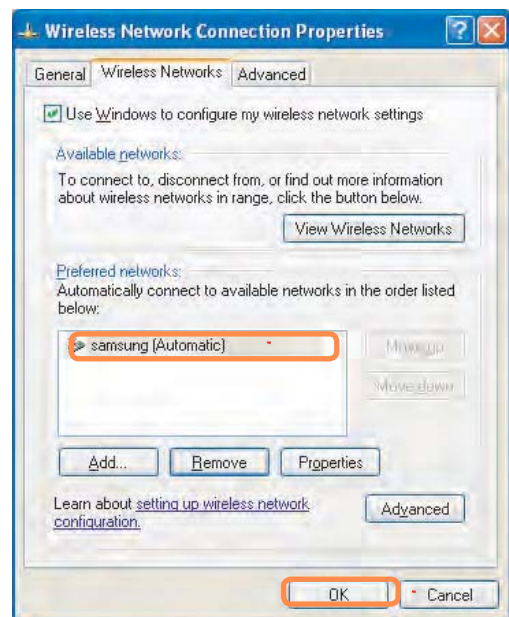 Wireless Network Connection Properties
General Wireless Networks Advanced
Use Windows to configure my wireless network settings
Available networks:
To connect to, disconnect from, or find out more information
about wireless networks in range, click the button below.
View Wireless Networks
Preferred networks:
Automatically connect to available networks in the order listed
below:
samsung (Automatic)
Move up
Move down
Add... Remove Properties
Learn about setting up wireless network
configuration.
Advanced
OK Cancel